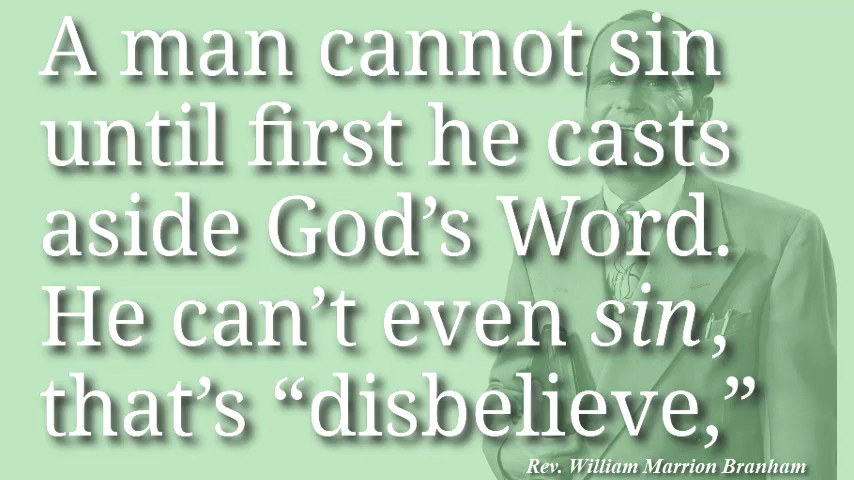 A man cannot sin
until first he casts
aside God’s Word.
He can’t even sin,
that’s “disbelieve,”
Rev. William Marrion Branham